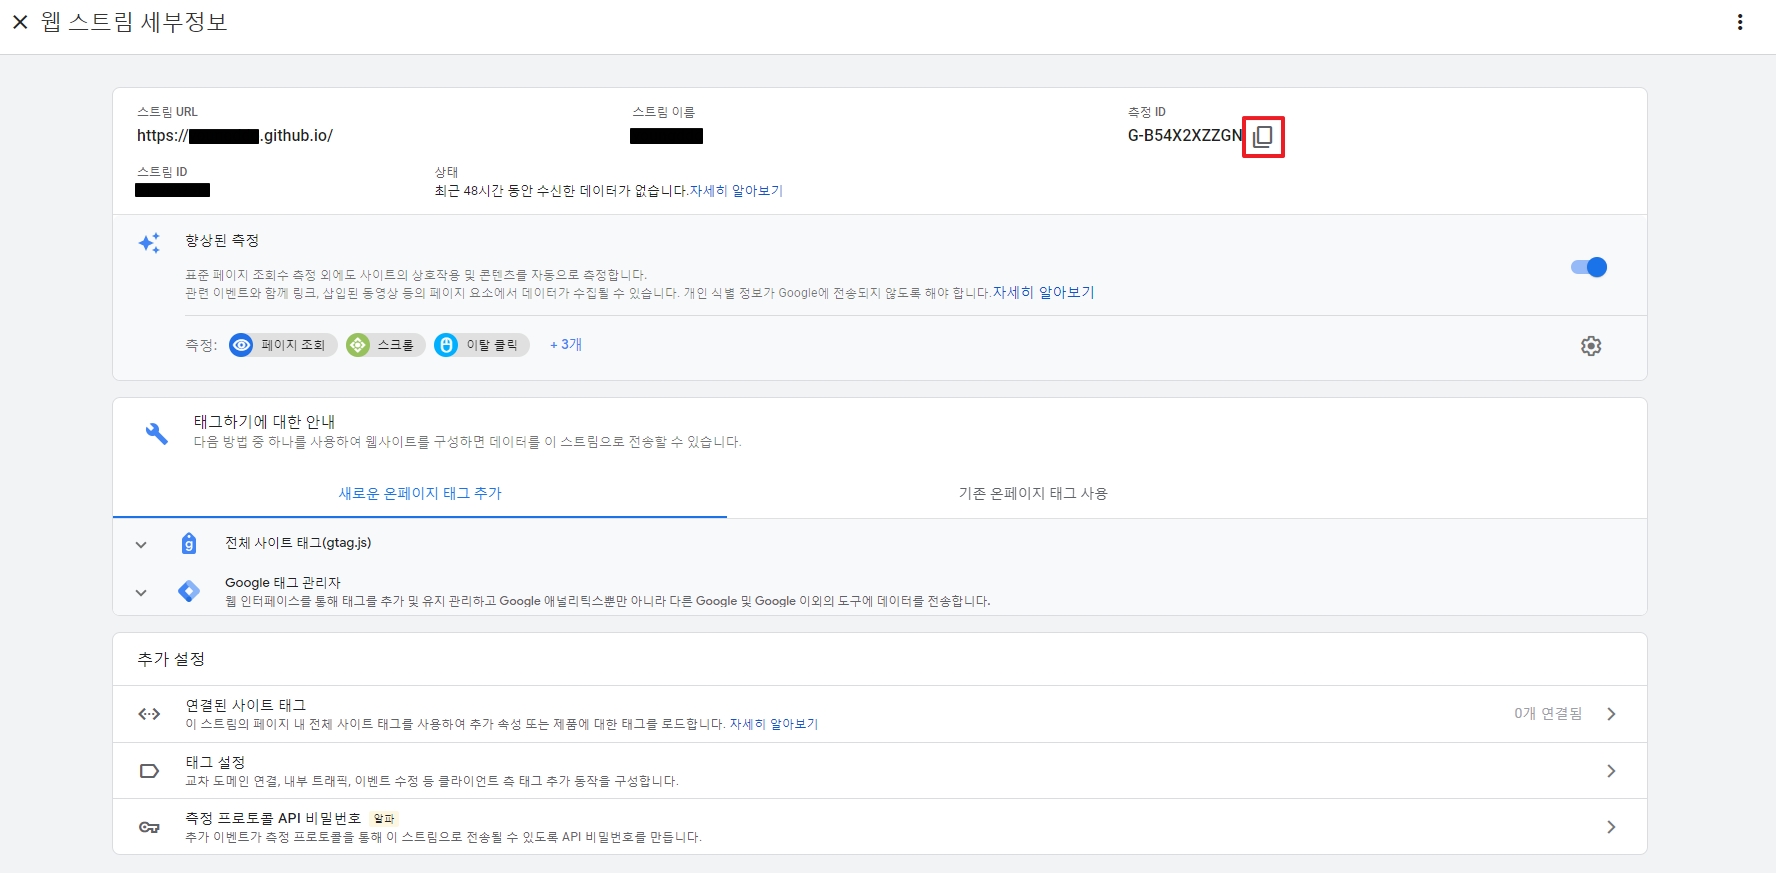 웹 스트림 세부정보
스트림 URL
스트림 이름
측정 ID
https://
.github.io/
G-B54X2XZZGN
스트림 ID
상태
최근 48시간 동안 수신한 데이터가 없습니다.자세히 알아보기
향상된 측정
표준 페이지 조회수 측정 외에도 사이트의 상호작용 및 콘텐츠를 자동으로 측정합니다.
관련 이벤트와 함께 링크, 삽입된 동영상 등의 페이지 요소에서 데이터가 수집될 수 있습니다. 개인 식별 정보가 Google에 전송되지 않도록 해야 합니다.자세히 알아보기
측정: 페이지 조회 스크롤 이탈 클릭 + 3개
태그하기에 대한 안내
다음 방법 중 하나를 사용하여 웹사이트를 구성하면 데이터를 이 스트림으로 전송할 수 있습니다.
새로운 온페이지 태그 추가
기존 온페이지 태그 사용
전체 사이트 태그(gtag.js)
Google 태그 관리자
웹 인터페이스를 통해 태그를 추가 및 유지 관리하고 Google 애널리틱스뿐만 아니라 다른 Google 및 Google 이외의 도구에 데이터를 전송합니다.
추가 설정
연결된 사이트 태그
이 스트림의 페이지 내 전체 사이트 태그를 사용하여 추가 속성 또는 제품에 대한 태그를 로드합니다. 자세히 알아보기
0개 연결됨
태그 설정
교차 도메인 연결, 내부 트래픽, 이벤트 수정 등 클라이언트 측 태그 추가 동작을 구성합니다.
측정 프로토콜 API 비밀번호 알파
추가 이벤트가 측정 프로토콜을 통해 이 스트림으로 전송될 수 있도록 API 비밀번호를 만듭니다.